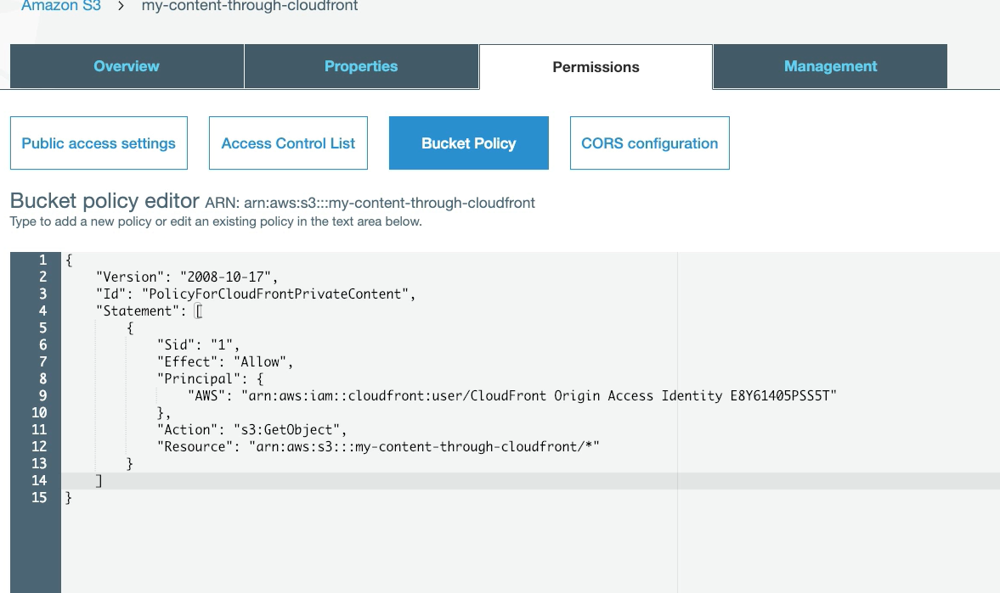 Amazon S3 > my-content-through-cloudfront
Overview Properties Permissions Management
Public access settings Access Control List Bucket Policy CORS configuration
Bucket policy editor ARN: arn:aws:s3:::my-content-through-cloudfront
Type to add a new policy or edit an existing policy in the text area below.
1 {
2 "Version": "2008-10-17",
3 "Id": "PolicyForCloudFrontPrivateContent",
4 "Statement": [
5 {
6 "Sid": "1",
7 "Effect": "Allow",
8 "Principal": {
9 "AWS": "arn:aws:iam::cloudfront:user/CloudFront Origin Access Identity E8Y61405PSS5T"
10 },
11 "Action": "s3:GetObject",
12 "Resource": "arn:aws:s3:::my-content-through-cloudfront/*"
13 }
14 ]
15 }